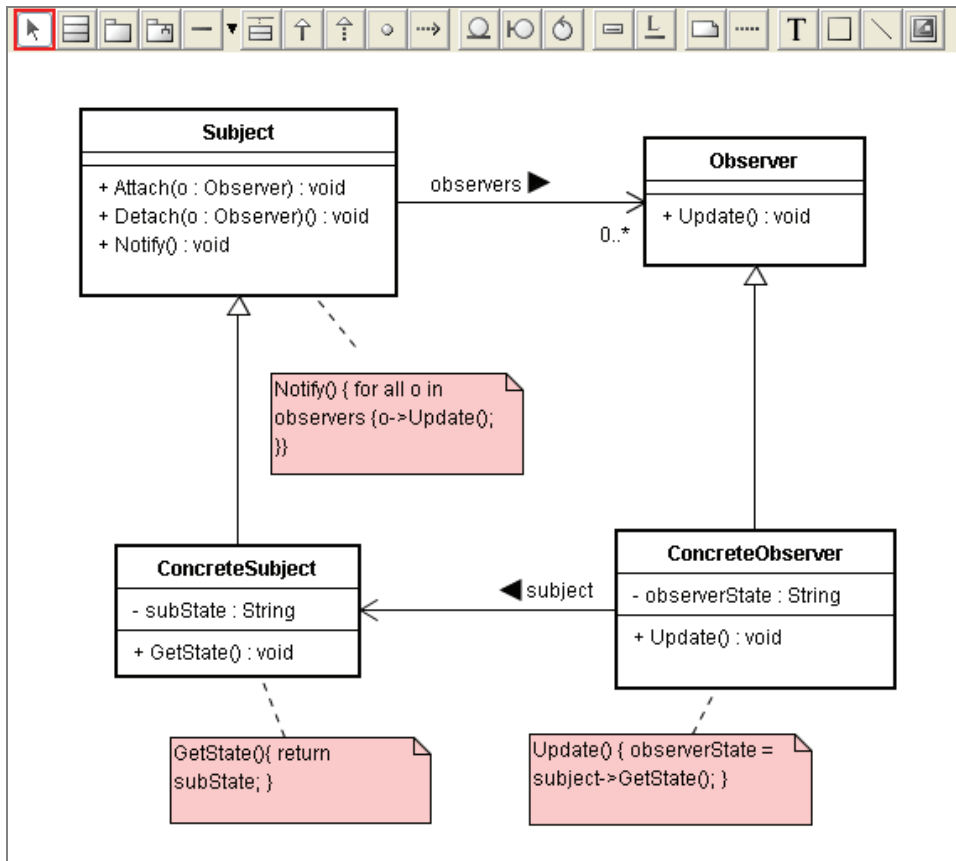 L
T
Subject
+ Attach(o : Observer) : void
+ Detach(o : Observer)() : void
+ Notify() : void
observers ▶
0..*
Observer
+ Update() : void
Notify() { for all o in
observers {o->Update();
}}
ConcreteSubject
- subState : String
+ GetState() : void
◀ subject
ConcreteObserver
- observerState : String
+ Update() : void
GetState(){ return
subState; }
Update() { observerState =
subject->GetState(); }